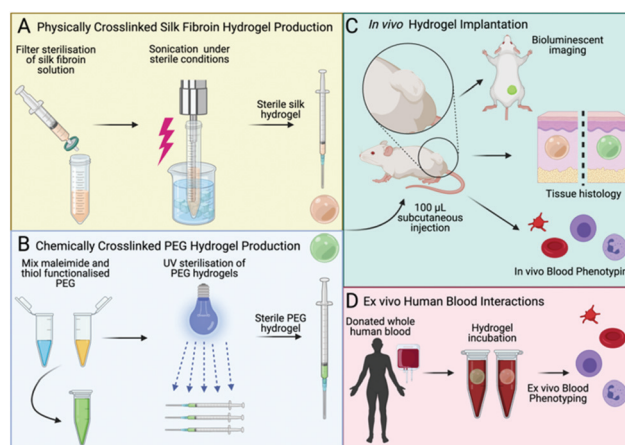 A Physically Crosslinked Silk Fibroin Hydrogel Production
Filter sterilisation
of silk fibroin
solution
Sonication under
sterile conditions
Sterile silk
hydrogel
B Chemically Crosslinked PEG Hydrogel Production
Mix maleimide and
thiol functionalised
PEG
UV sterilisation of
PEG hydrogels
Sterile PEG
hydrogel
C In vivo Hydrogel Implantation
Bioluminescent
imaging
100 µL
subcutaneous
injection
Tissue histology
In vivo Blood Phenotyping
D Ex vivo Human Blood Interactions
Donated whole
human blood
Hydrogel
incubation
Ex vivo Blood
Phenotyping